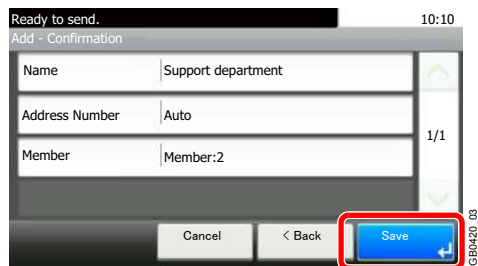 Ready to send. 10:10
Add - Confirmation
Name Support department
Address Number Auto
1/1
Member Member:2
Cancel < Back Save
GB0420_03